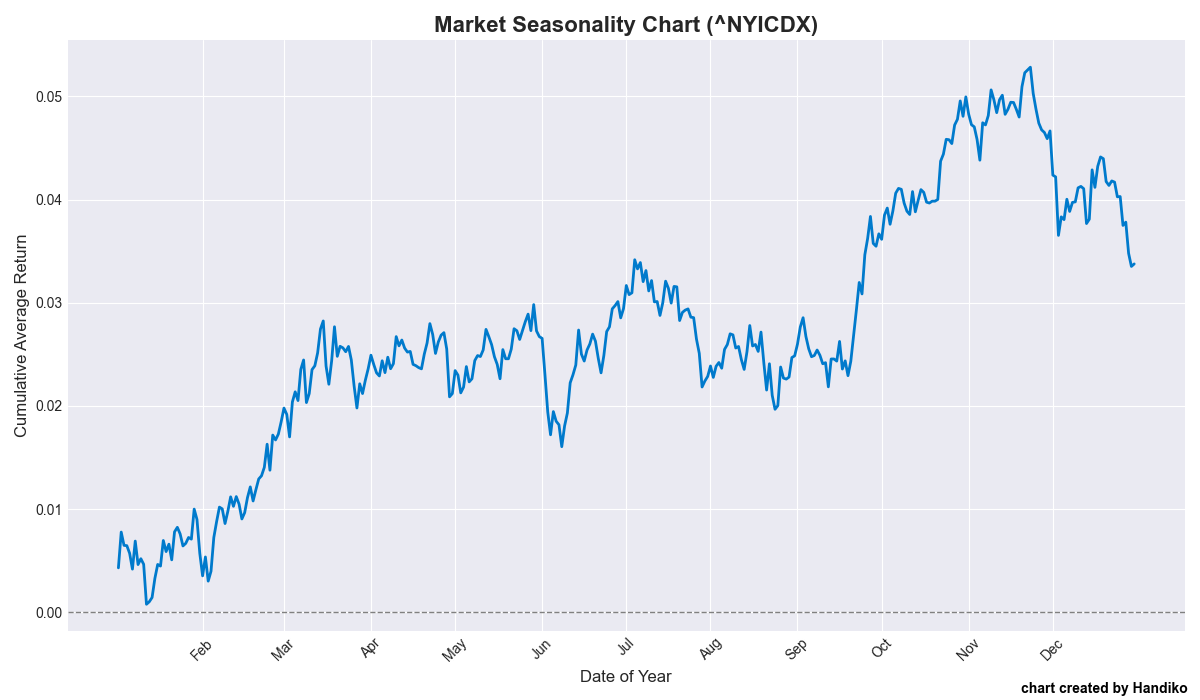 Market Seasonality Chart (^NYICDX)
0.05
0.04
0.03
0.02
0.01
0.00
Cumulative Average Return
Feb Mar Apr May Jun Jul Aug Sep Oct Nov Dec
Date of Year
chart created by Handiko